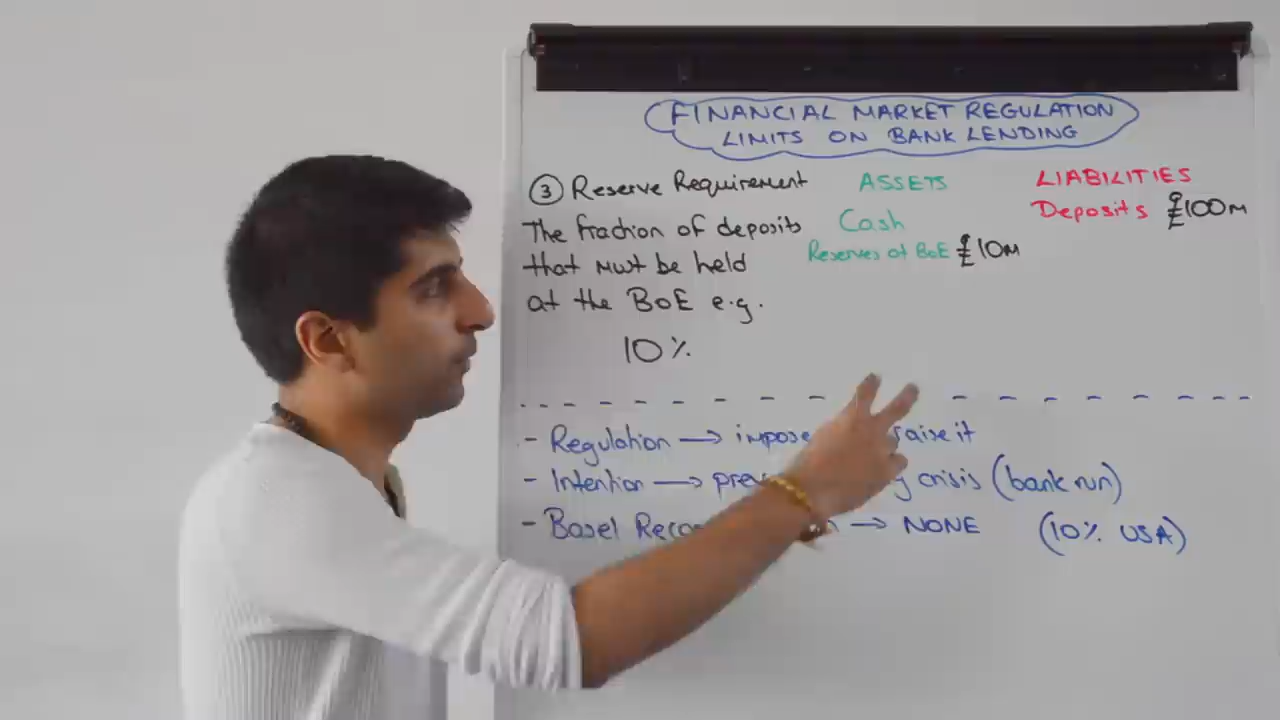 FINANCIAL MARKET REGULATION
LIMITS ON BANK LENDING
③ Reserve Requirement
The fraction of deposits
that must be held
at the BoE e.g.
10%
ASSETS
Cash
Reserves at BoE £10M
LIABILITIES
Deposits £100M
- Regulation → impose raise it
- Intention → crisis (bank run)
- Basel → NONE (10% USA)